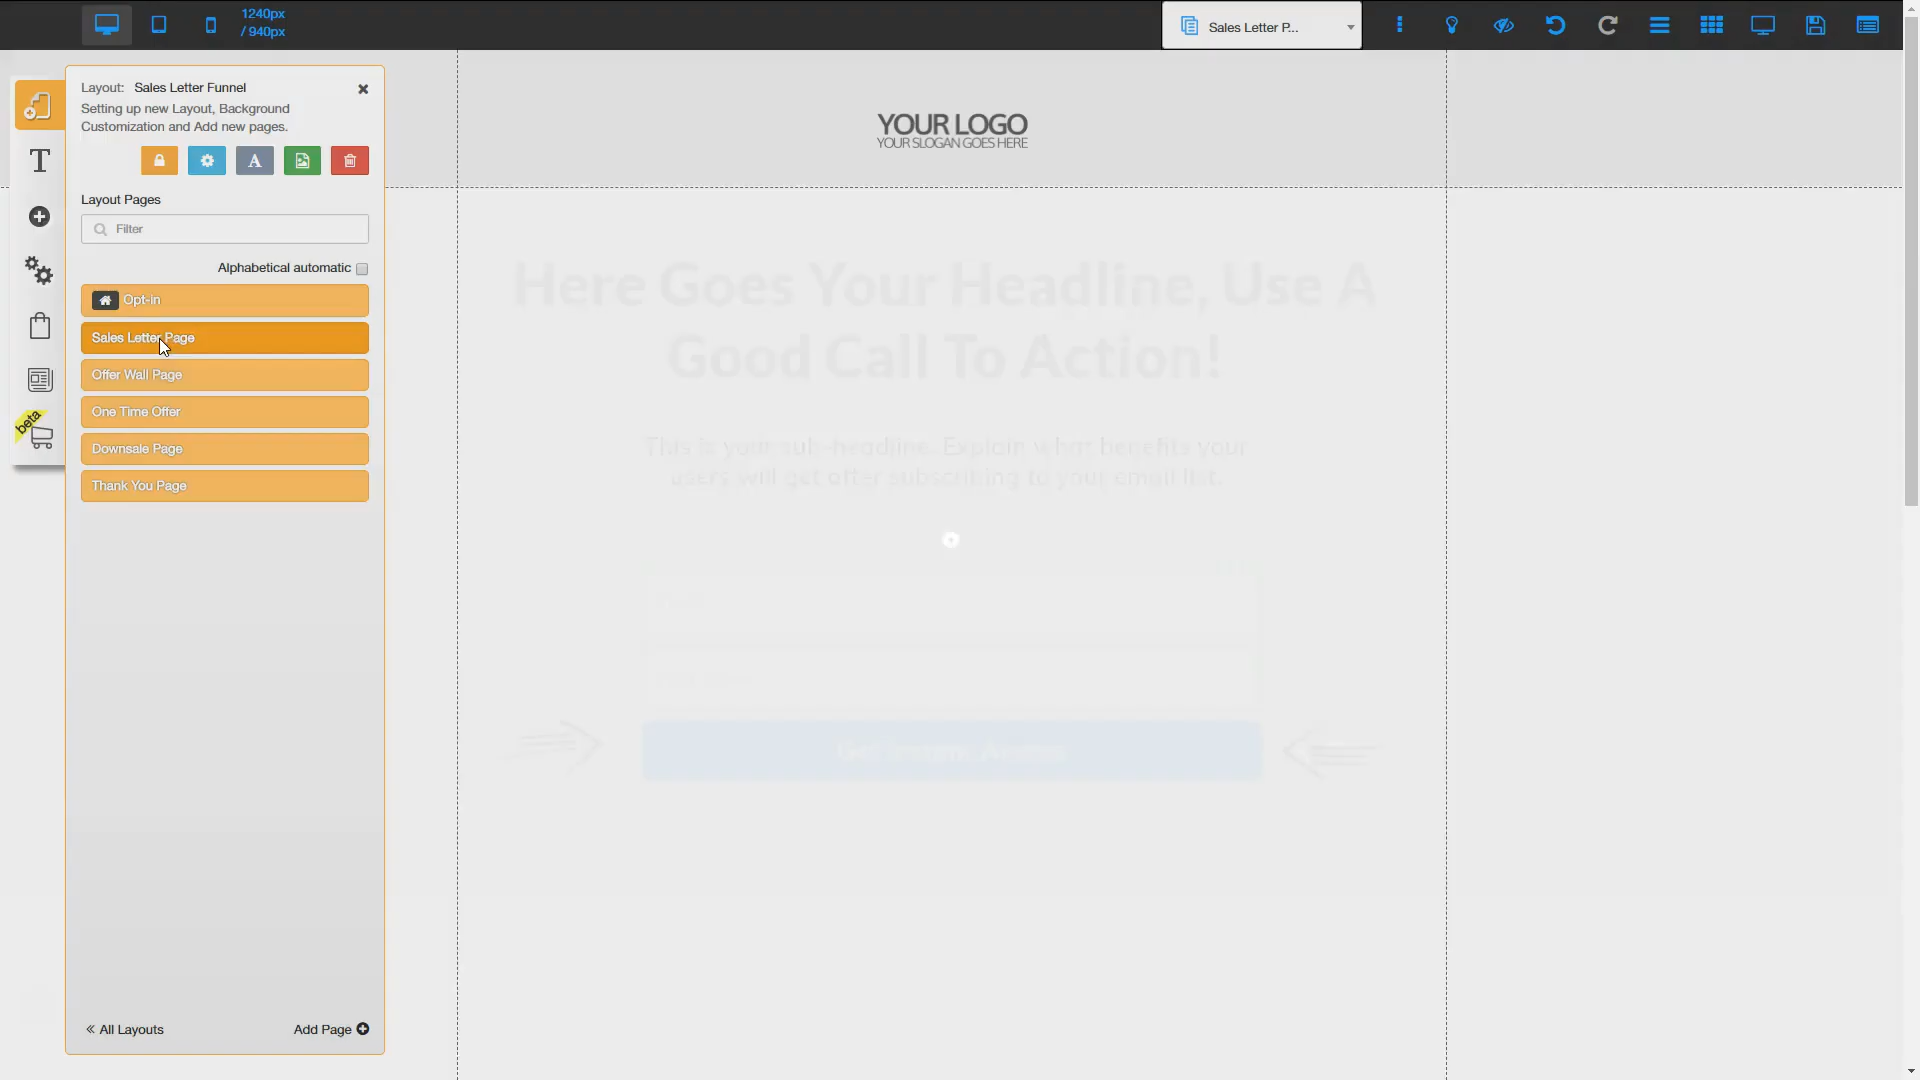 1240px
/ 940px
Sales Letter P...
Layout: Sales Letter Funnel
Setting up new Layout, Background
Customization and Add new pages.
A
Layout Pages
Filter
Alphabetical automatic
Opt-in
Sales Letter Page
Offer Wall Page
One Time Offer
Downsale Page
Thank You Page
« All Layouts
Add Page
T
beta
YOUR LOGO
YOUR SLOGAN GOES HERE
Here Goes Your Headline, Use A
Good Call To Action!
This is your sub-headline. Explain what benefits your
users will get after subscribing to your email list.
Get Instant Access